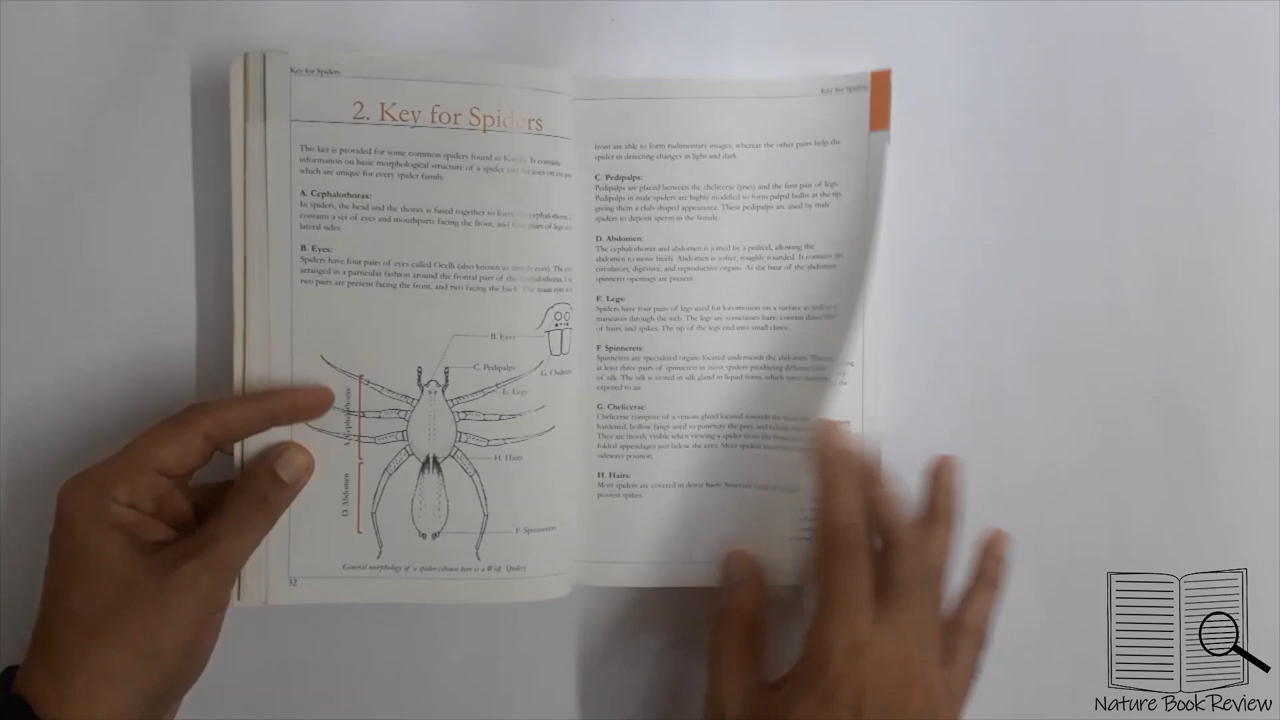 Key for Spiders
2. Key for Spiders
This key is provided for some common spiders found in
information on basic morphological structure of a spider and
which are unique for every spider family.
A. Cephalothorax:
In spiders, the head and the thorax is fused together to form
contains a set of eyes and mouthparts facing the front, and pairs of legs
lateral sides.
B. Eyes:
Spiders have four pairs of eyes called Ocelli (also known as
arranged in a particular fashion around the frontal part of the
two pairs are present facing the front, and two facing the back.
B. Eyes
C. Pedipalps
G.
E. Legs
A. Cephalothorax
H. Hairs
D. Abdomen
F. Spinnerets
General morphology of a spider (shown here is a Wolf Spider)
32
Key for Spiders
front are able to form rudimentary images, whereas the other pairs help the
spider in detecting changes in light and dark.
C. Pedipalps:
Pedipalps are placed between the chelicerae (jaws) and the first pair of legs.
Pedipalps in male spiders are highly modified to form palpal bulbs at the tip,
giving them a club-shaped appearance. These pedipalps are used by male
spiders to deposit sperm in the female.
D. Abdomen:
The cephalothorax and abdomen is joined by a pedicel, allowing the
abdomen to move freely. Abdomen is softer, roughly rounded. It contains the
circulatory, digestive, and reproductive organs. At the base of the abdomen
spinneret openings are present.
E. Legs:
Spiders have four pairs of legs used for locomotion on a surface as well as to
maneuver through the web. The legs are sometimes bare, contain
of hairs, and spikes. The tip of the legs end into small claws.
F. Spinnerets:
Spinnerets are specialized organs located underneath the abdomen.
at least three pairs of spinnerets in most spiders producing different
of silk. The silk is stored in silk gland in liquid form, which
exposed to air.
G. Chelicerae:
Chelicerae compose of a venom gland located towards the
hardened, hollow fangs used to puncture the prey and
They are mostly visible when viewing a spider from the
folded appendages just below the eyes. Most spiders
sideways position.
H. Hairs:
Most spiders are covered in dense hairs; however
possess spikes.
Nature Book Review